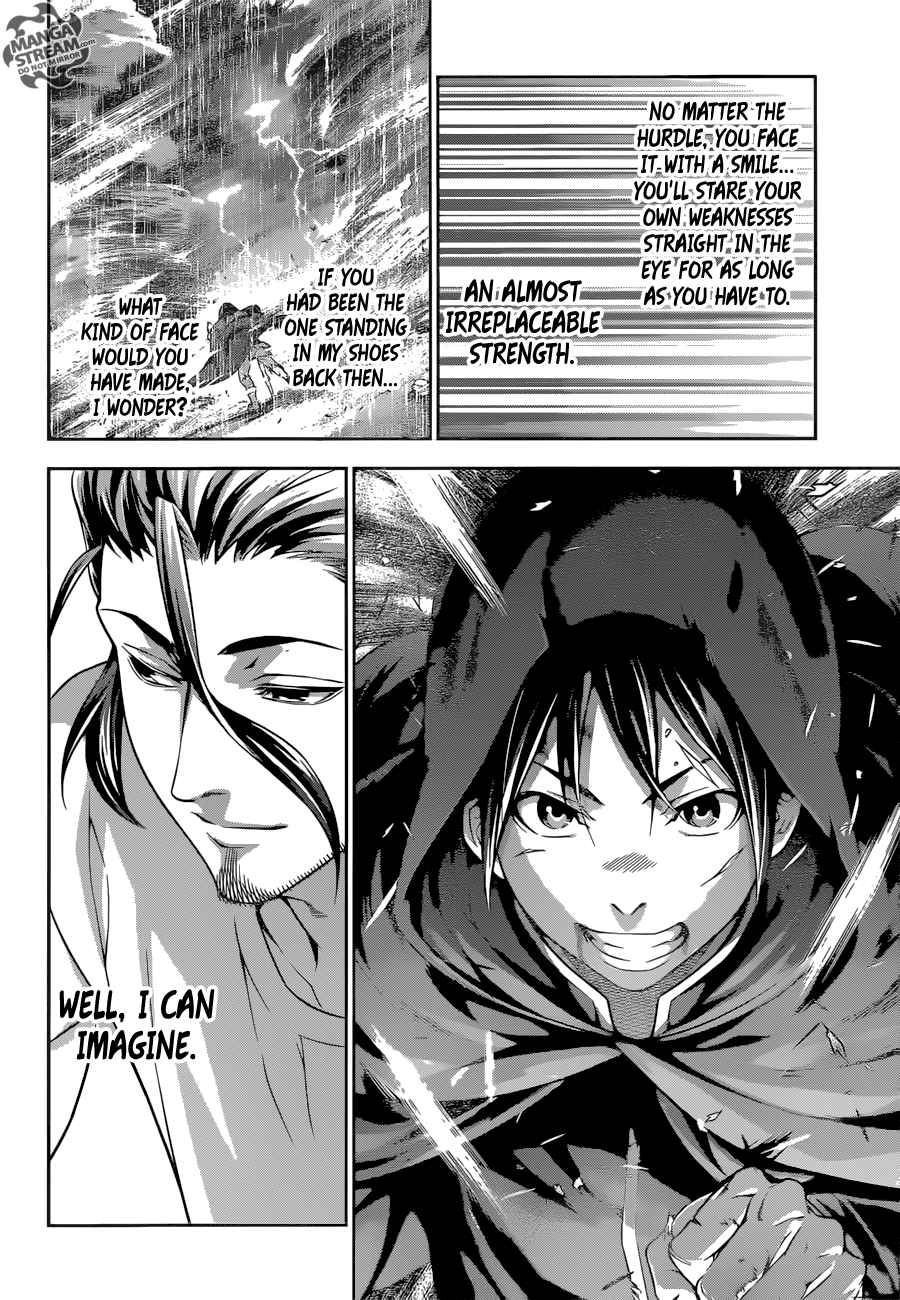 MANGA
STREAM.com
DO NOT MIRROR!
NO MATTER THE
HURDLE, YOU FACE
IT WITH A SMILE...
YOU'LL STARE YOUR
OWN WEAKNESSES
STRAIGHT IN THE
EYE FOR AS LONG
AS YOU HAVE TO.
AN ALMOST
IRREPLACEABLE
STRENGTH.
IF YOU
HAD BEEN THE
ONE STANDING
IN MY SHOES
BACK THEN...
WHAT
KIND OF FACE
WOULD YOU
HAVE MADE,
I WONDER?
WELL, I CAN
IMAGINE.